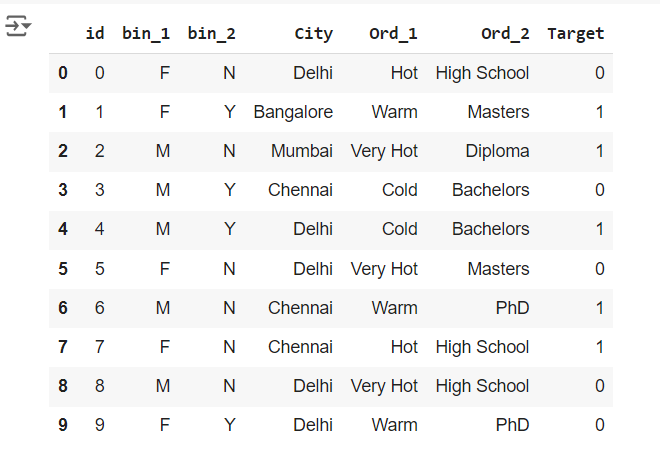 id bin_1 bin_2 City Ord_1 Ord_2 Target
0 0 F N Delhi Hot High School 0
1 1 F Y Bangalore Warm Masters 1
2 2 M N Mumbai Very Hot Diploma 1
3 3 M Y Chennai Cold Bachelors 0
4 4 M Y Delhi Cold Bachelors 1
5 5 F N Delhi Very Hot Masters 0
6 6 M N Chennai Warm PhD 1
7 7 F N Chennai Hot High School 1
8 8 M N Delhi Very Hot High School 0
9 9 F Y Delhi Warm PhD 0